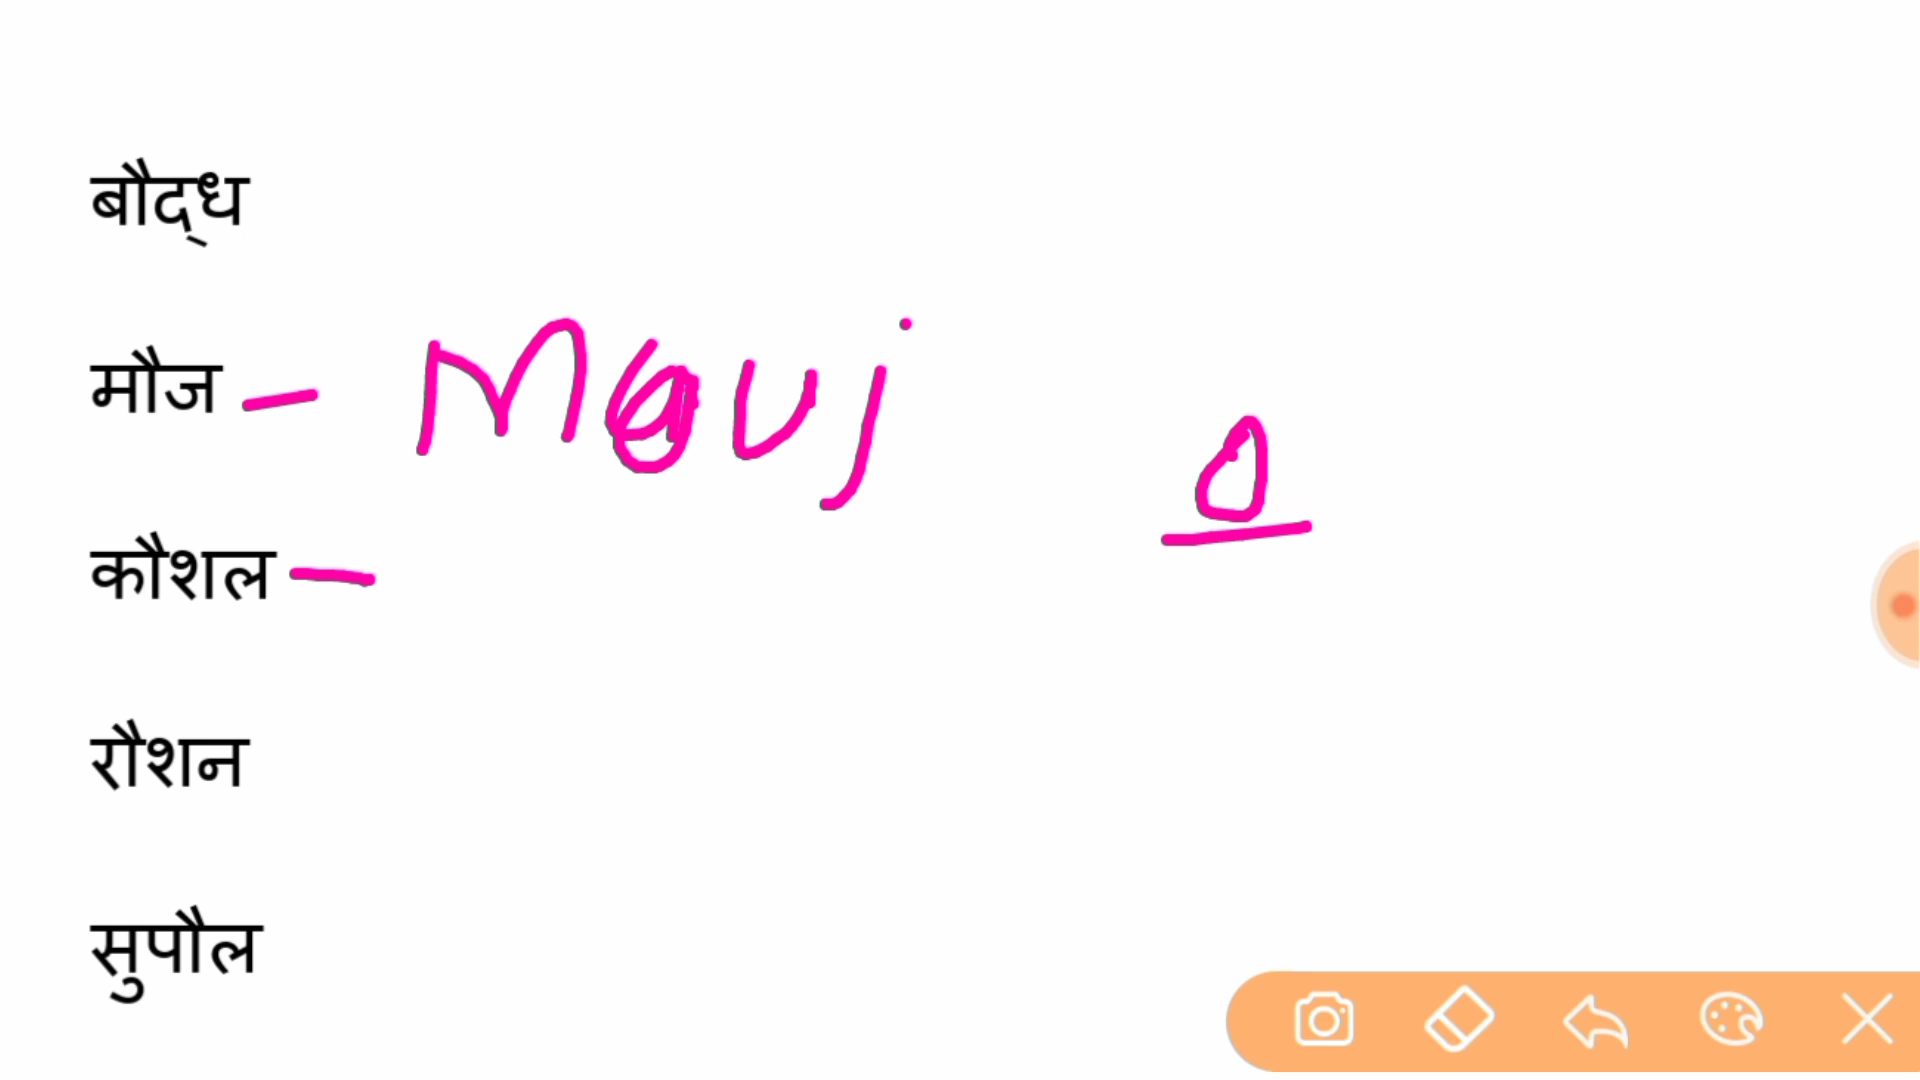 बौद्ध
मौज - Mauj
कौशल -
रौशन
सुपौल